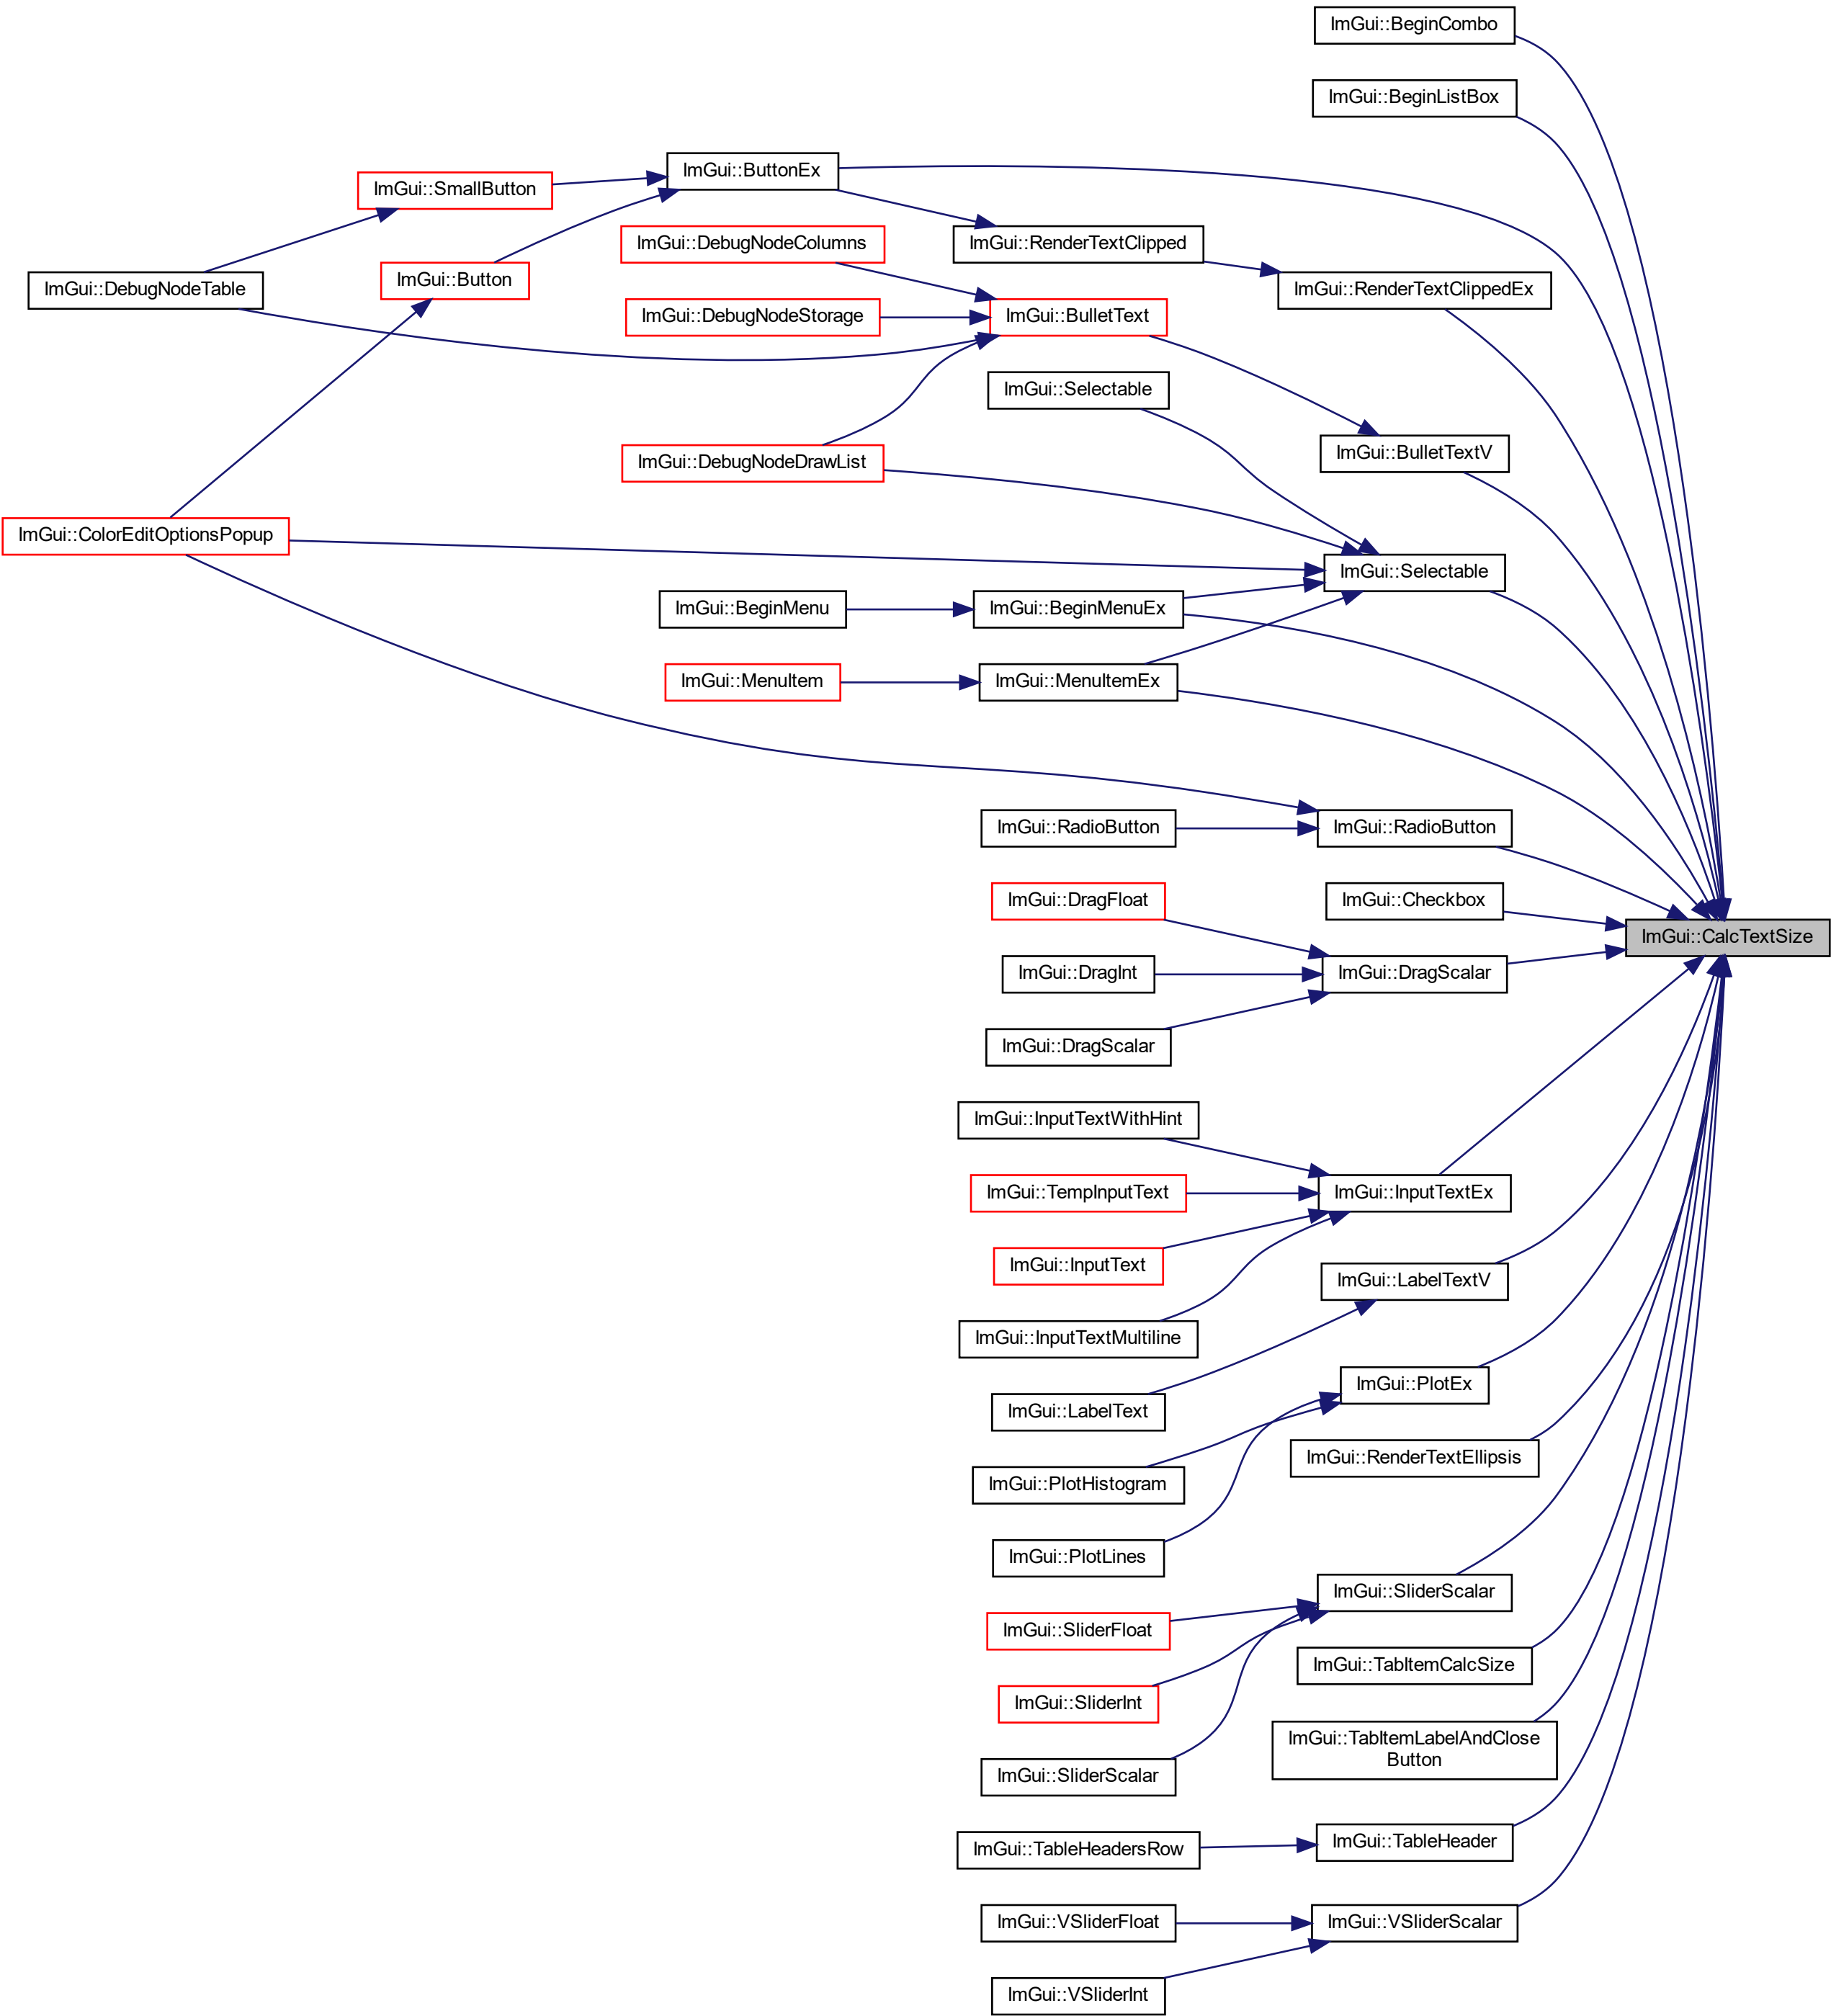 ImGui::BeginCombo
ImGui::BeginListBox
ImGui::ButtonEx
ImGui::SmallButton
ImGui::DebugNodeColumns
ImGui::RenderTextClipped
ImGui::Button
ImGui::DebugNodeTable
ImGui::RenderTextClippedEx
ImGui::DebugNodeStorage
ImGui::BulletText
ImGui::Selectable
ImGui::BulletTextV
ImGui::DebugNodeDrawList
ImGui::ColorEditOptionsPopup
ImGui::Selectable
ImGui::BeginMenu
ImGui::BeginMenuEx
ImGui::MenuItem
ImGui::MenuItemEx
ImGui::RadioButton
ImGui::RadioButton
ImGui::DragFloat
ImGui::Checkbox
ImGui::CalcTextSize
ImGui::DragInt
ImGui::DragScalar
ImGui::DragScalar
ImGui::InputTextWithHint
ImGui::TempInputText
ImGui::InputTextEx
ImGui::InputText
ImGui::LabelTextV
ImGui::InputTextMultiline
ImGui::PlotEx
ImGui::LabelText
ImGui::RenderTextEllipsis
ImGui::PlotHistogram
ImGui::PlotLines
ImGui::SliderScalar
ImGui::SliderFloat
ImGui::TabItemCalcSize
ImGui::SliderInt
ImGui::TabItemLabelAndClose
Button
ImGui::SliderScalar
ImGui::TableHeadersRow
ImGui::TableHeader
ImGui::VSliderFloat
ImGui::VSliderScalar
ImGui::VSliderInt